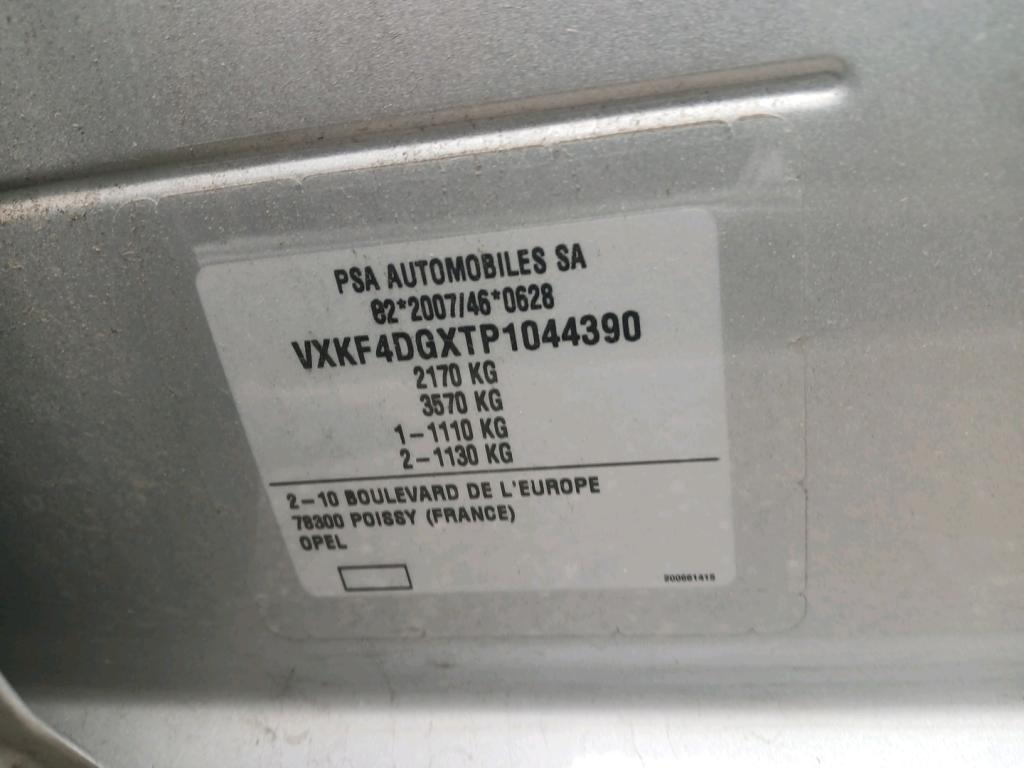 PSA AUTOMOBILES SA
e2*2007/46*0628
VXKF4DGXTP1044390
2170 KG
3570 KG
1-1110 KG
2-1130 KG
2-10 BOULEVARD DE L'EUROPE
78300 POISSY (FRANCE)
OPEL